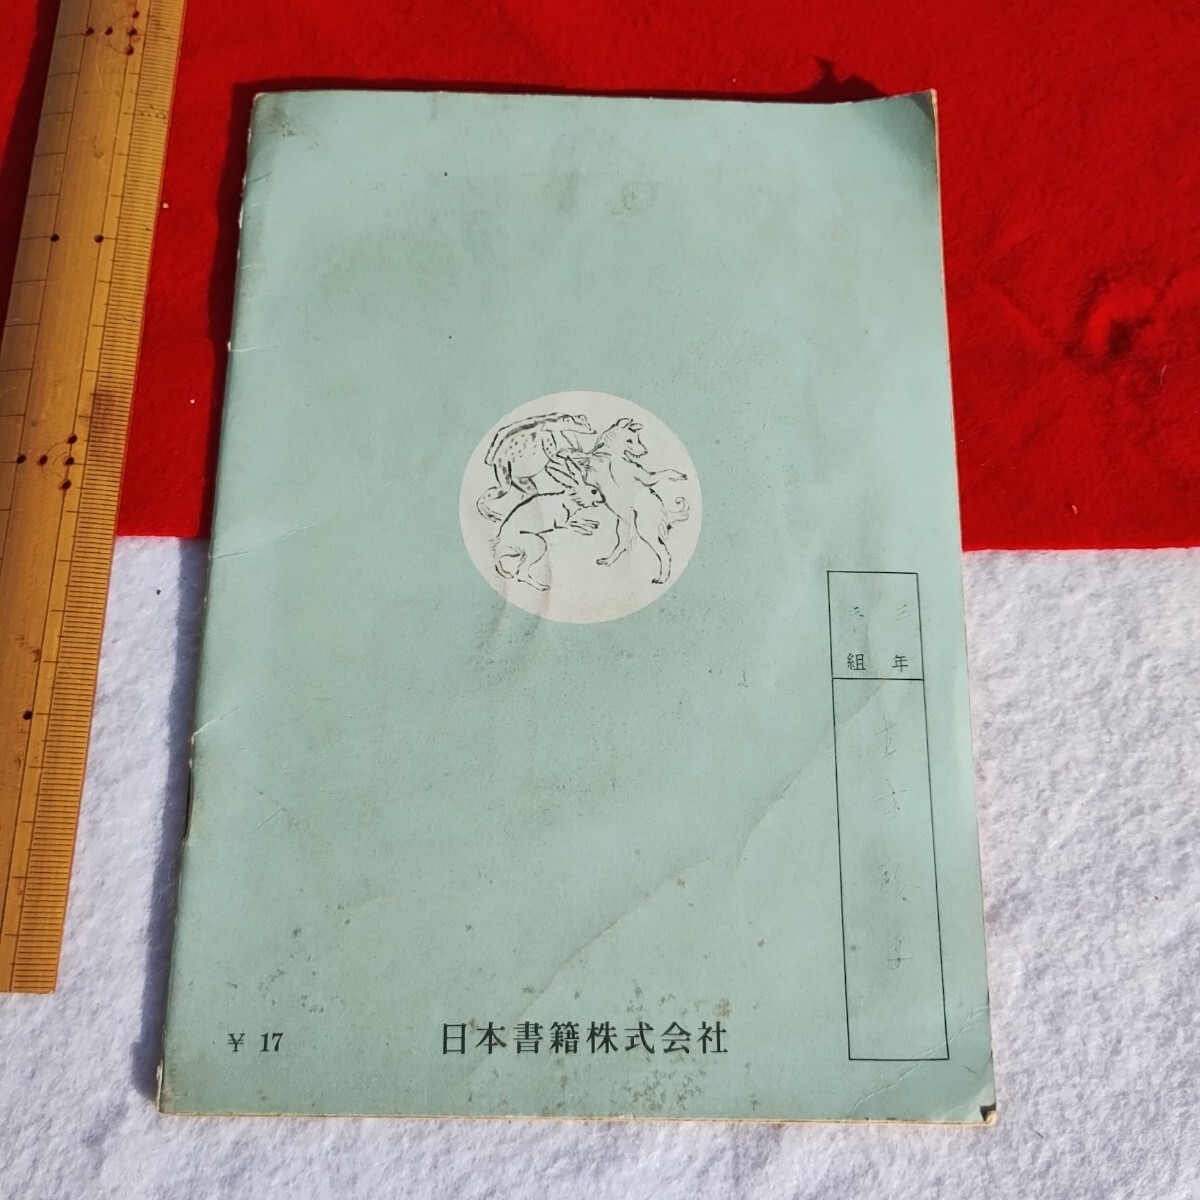 三年
三組
¥ 17
日本書籍株式会社